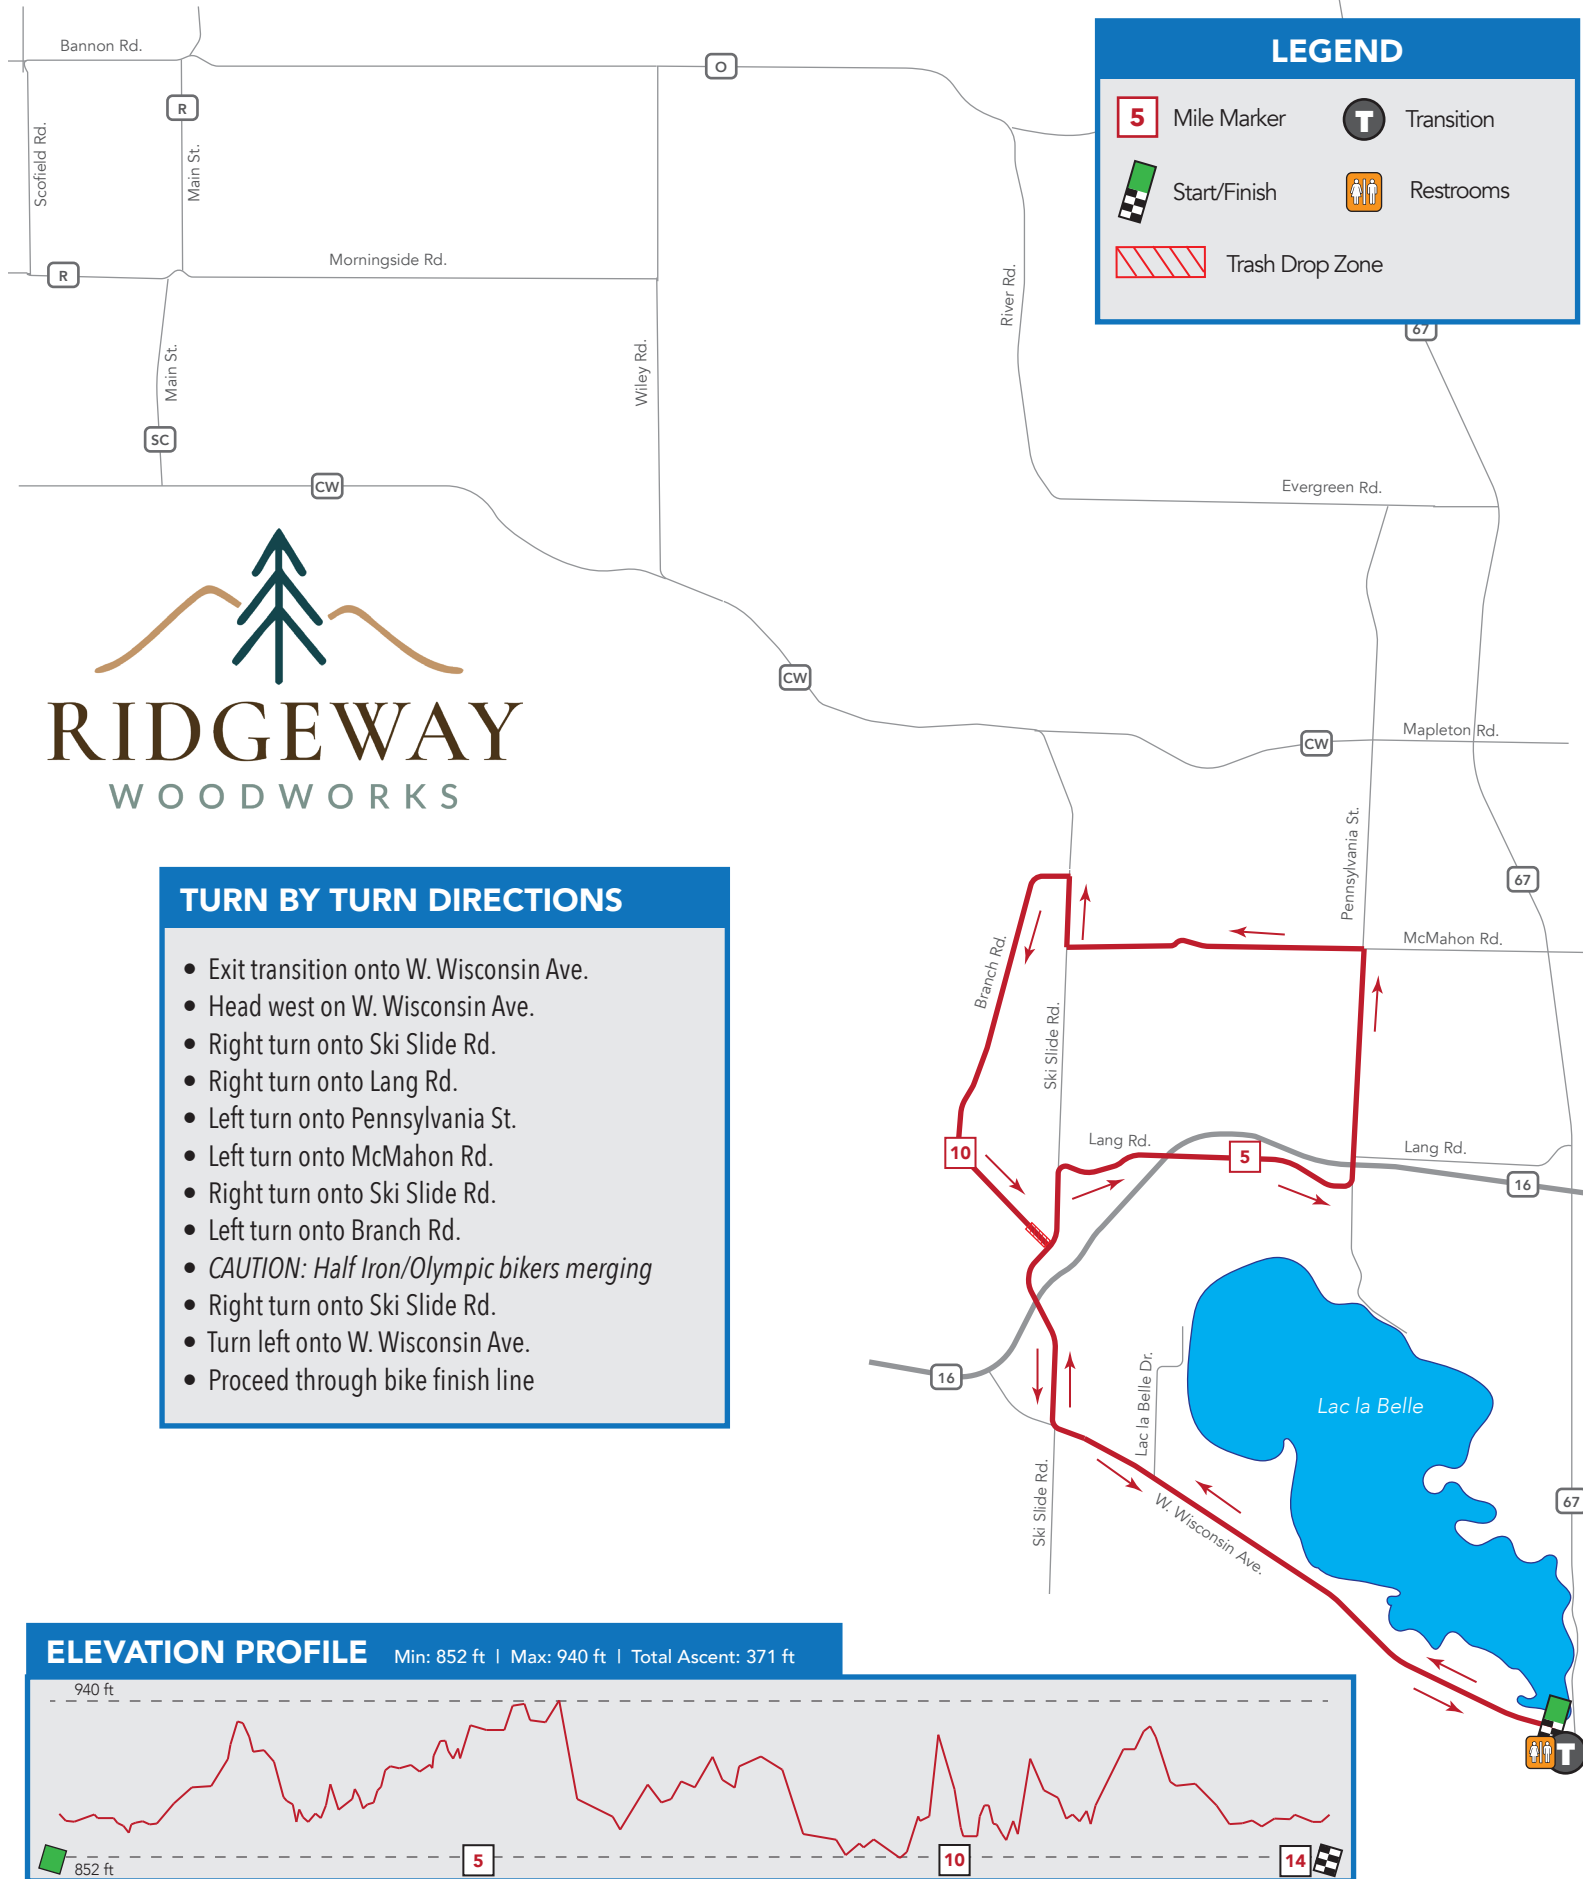 Bannon Rd.
O
R
Scofield Rd.
Main St.
Morningside Rd.
R
Main St.
Wiley Rd.
River Rd.
SC
CW
Evergreen Rd.
LEGEND
5 Mile Marker
T Transition
Start/Finish
Restrooms
Trash Drop Zone
67
RIDGEWAY
WOODWORKS
CW
CW
Mapleton Rd.
Pennsylvania St.
67
McMahon Rd.
Branch Rd.
Ski Slide Rd.
10
Lang Rd.
5
Lang Rd.
16
16
Lac la Belle Dr.
Lac la Belle
Ski Slide Rd.
W. Wisconsin Ave.
67
T
TURN BY TURN DIRECTIONS
• Exit transition onto W. Wisconsin Ave.
• Head west on W. Wisconsin Ave.
• Right turn onto Ski Slide Rd.
• Right turn onto Lang Rd.
• Left turn onto Pennsylvania St.
• Left turn onto McMahon Rd.
• Right turn onto Ski Slide Rd.
• Left turn onto Branch Rd.
• CAUTION: Half Iron/Olympic bikers merging
• Right turn onto Ski Slide Rd.
• Turn left onto W. Wisconsin Ave.
• Proceed through bike finish line
ELEVATION PROFILE Min: 852 ft | Max: 940 ft | Total Ascent: 371 ft
940 ft
852 ft
5
10
14